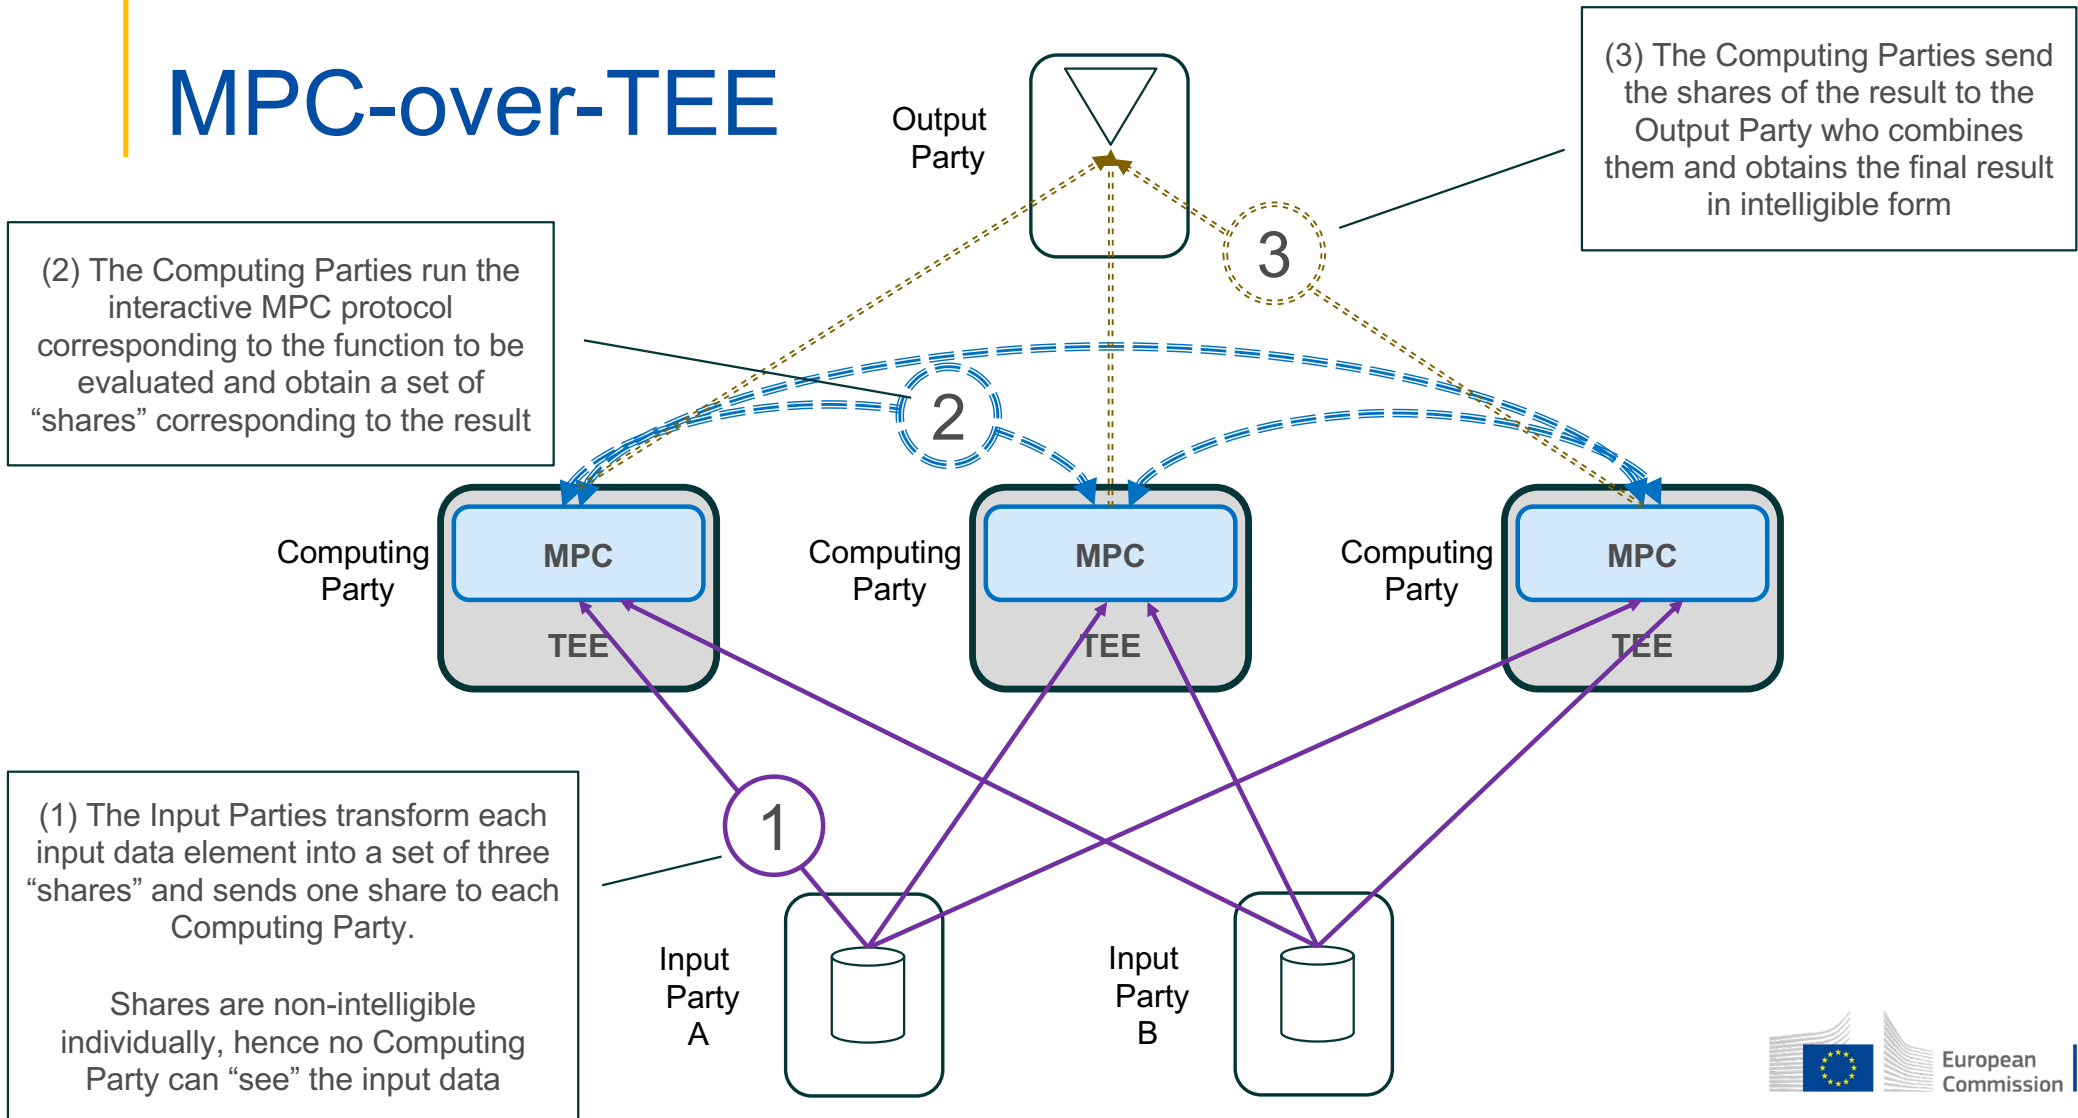 MPC-over-TEE
Output
Party
(3) The Computing Parties send
the shares of the result to the
Output Party who combines
them and obtains the final result
in intelligible form
3
(2) The Computing Parties run the
interactive MPC protocol
corresponding to the function to be
evaluated and obtain a set of
“shares” corresponding to the result
2
Computing
Party
MPC
TEE
Computing
Party
MPC
TEE
Computing
Party
MPC
TEE
(1) The Input Parties transform each
input data element into a set of three
“shares” and sends one share to each
Computing Party.
Shares are non-intelligible
individually, hence no Computing
Party can “see” the input data
1
Input
Party
A
Input
Party
B
European
Commission